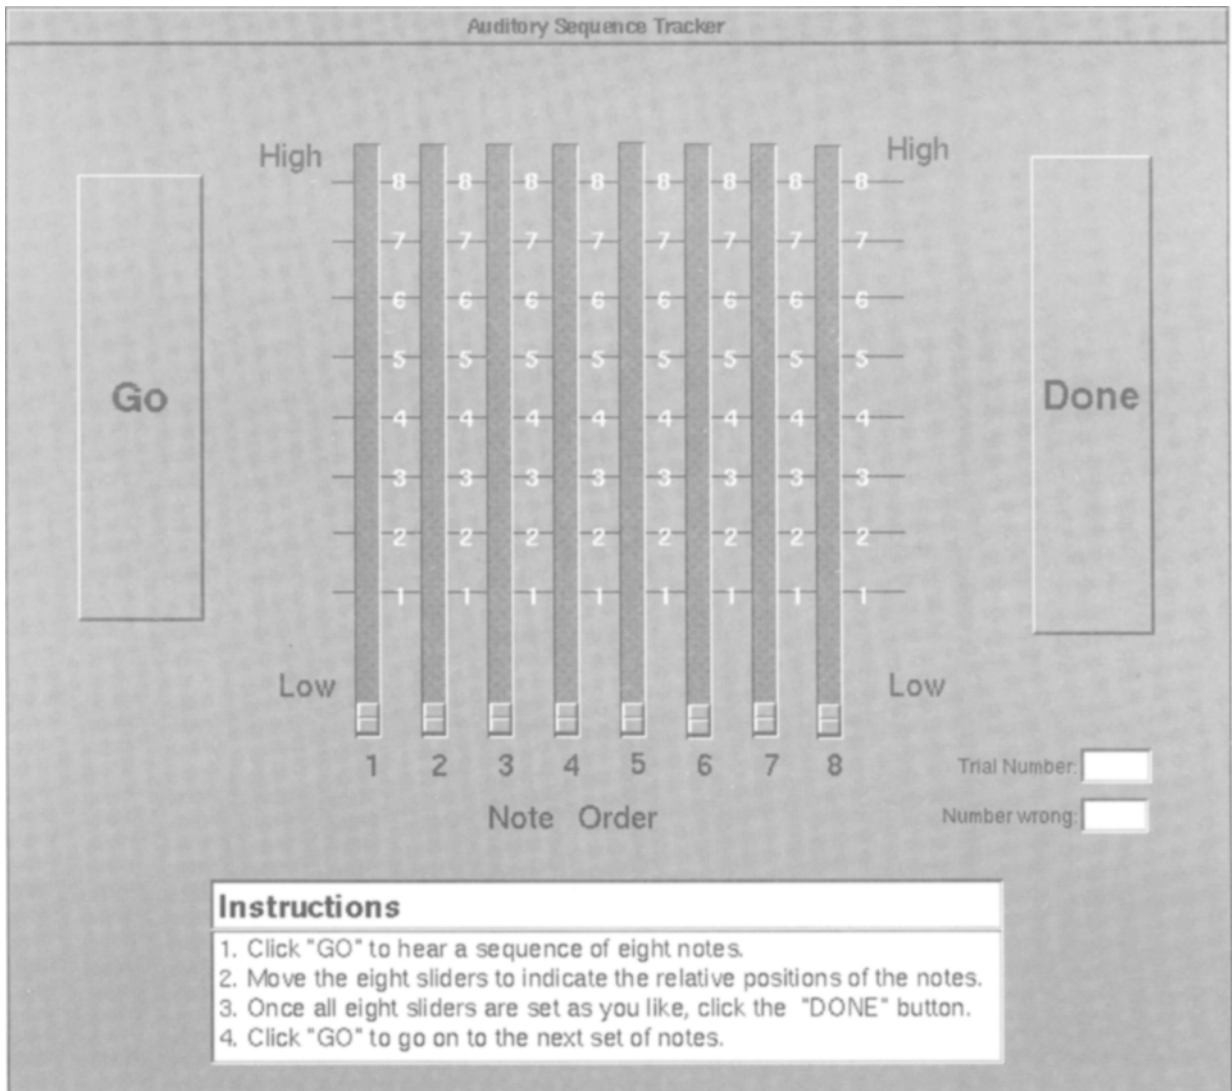 Auditory Sequence Tracker
High High
8 8 8 8 8 8 8 8
7 7 7 7 7 7 7 7
6 6 6 6 6 6 6 6
5 5 5 5 5 5 5 5
Go
Done
4 4 4 4 4 4 4 4
3 3 3 3 3 3 3 3
2 2 2 2 2 2 2 2
1 1 1 1 1 1 1 1
Low Low
1 2 3 4 5 6 7 8
Note Order
Trial Number:
Number wrong:
Instructions
1. Click "GO" to hear a sequence of eight notes.
2. Move the eight sliders to indicate the relative positions of the notes.
3. Once all eight sliders are set as you like, click the "DONE" button.
4. Click "GO" to go on to the next set of notes.